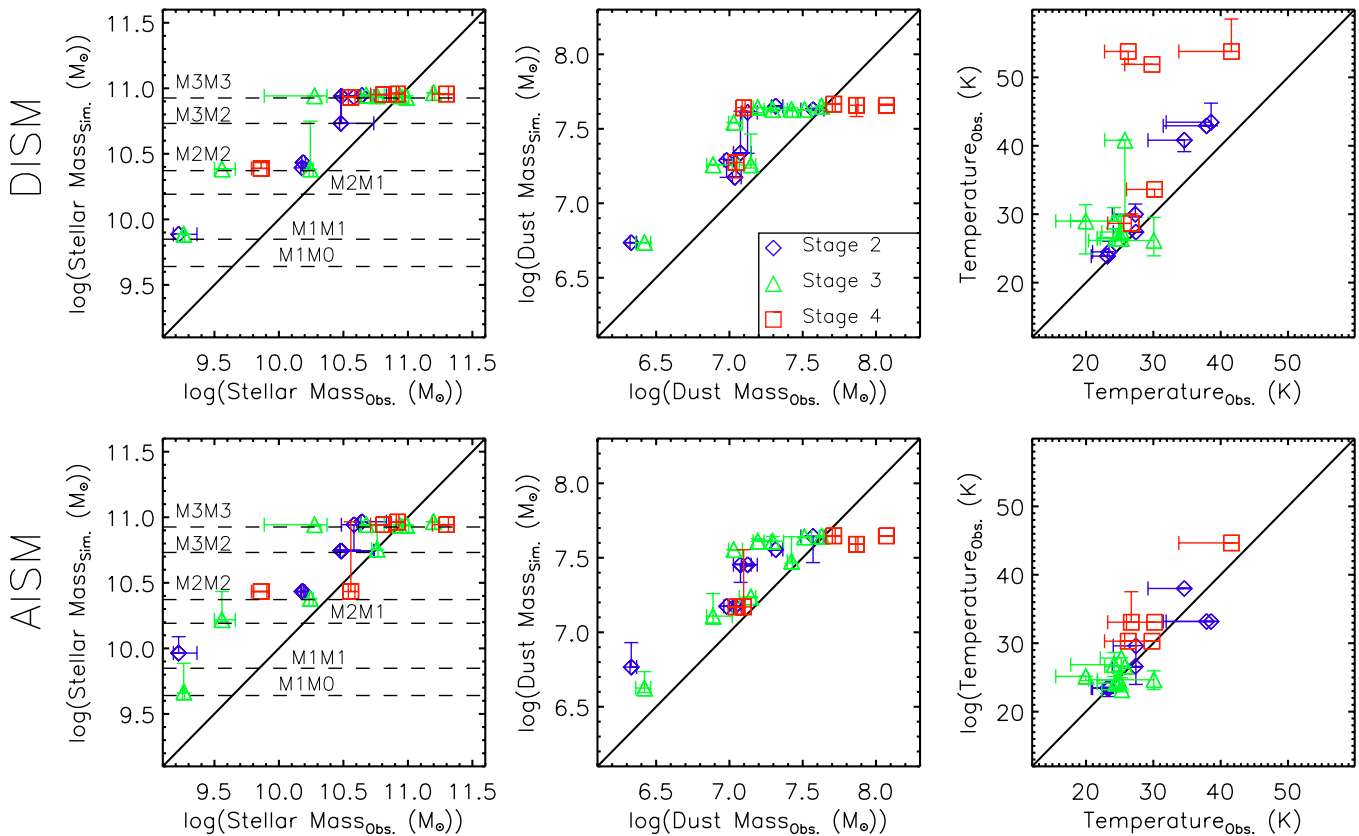 DISM
log(Stellar Mass_Sim. (M⊙))
11.5
11.0
10.5
10.0
9.5
M3M3
M3M2
M2M2
M2M1
M1M1
M1M0
9.5 10.0 10.5 11.0 11.5
log(Stellar Mass_Obs. (M⊙))
log(Dust Mass_Sim. (M⊙))
8.0
7.5
7.0
6.5
Stage 2
Stage 3
Stage 4
6.5 7.0 7.5 8.0
log(Dust Mass_Obs. (M⊙))
Temperature_Obs. (K)
50
40
30
20
20 30 40 50
Temperature_Obs. (K)
AISM
log(Stellar Mass_Sim. (M⊙))
11.5
11.0
10.5
10.0
9.5
M3M3
M3M2
M2M2
M2M1
M1M1
M1M0
9.5 10.0 10.5 11.0 11.5
log(Stellar Mass_Obs. (M⊙))
log(Dust Mass_Sim. (M⊙))
8.0
7.5
7.0
6.5
6.5 7.0 7.5 8.0
log(Dust Mass_Obs. (M⊙))
log(Temperature_Obs. (K)
50
40
30
20
20 30 40 50
Temperature_Obs. (K)